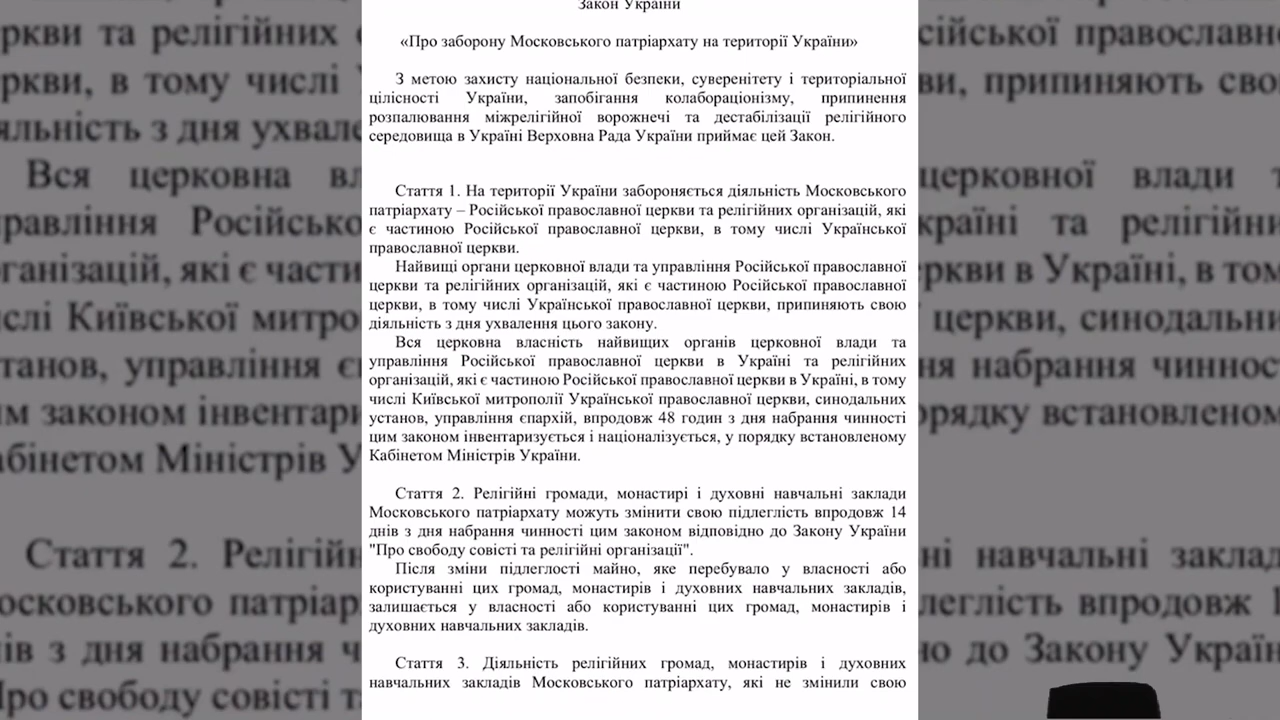 Закон України
«Про заборону Московського патріархату на території України»
З метою захисту національної безпеки, суверенітету і територіальної
цілісності України, запобігання колабораціонізму, припинення
розпалювання міжрелігійної ворожнечі та дестабілізації релігійного
середовища в Україні Верховна Рада України приймає цей Закон.
Стаття 1. На території України забороняється діяльність Московського
патріархату – Російської православної церкви та релігійних організацій, які
є частиною Російської православної церкви, в тому числі Української
православної церкви.
Найвищі органи церковної влади та управління Російської православної
церкви та релігійних організацій, які є частиною Російської православної
церкви, в тому числі Української православної церкви, припиняють свою
діяльність з дня ухвалення цього закону.
Вся церковна власність найвищих органів церковної влади та
управління Російської православної церкви в Україні та релігійних
організацій, які є частиною Російської православної церкви в Україні, в тому
числі Київської митрополії Української православної церкви, синодальних
установ, управління єпархій, впродовж 48 годин з дня набрання чинності
цим законом інвентаризується і націоналізується, у порядку встановленому
Кабінетом Міністрів України.
Стаття 2. Релігійні громади, монастирі і духовні навчальні заклади
Московського патріархату можуть змінити свою підлеглість впродовж 14
днів з дня набрання чинності цим законом відповідно до Закону України
"Про свободу совісті та релігійні організації".
Після зміни підлеглості майно, яке перебувало у власності або
користуванні цих громад, монастирів і духовних навчальних закладів,
залишається у власності або користуванні цих громад, монастирів і
духовних навчальних закладів.
Стаття 3. Діяльність релігійних громад, монастирів і духовних
навчальних закладів Московського патріархату, які не змінили свою